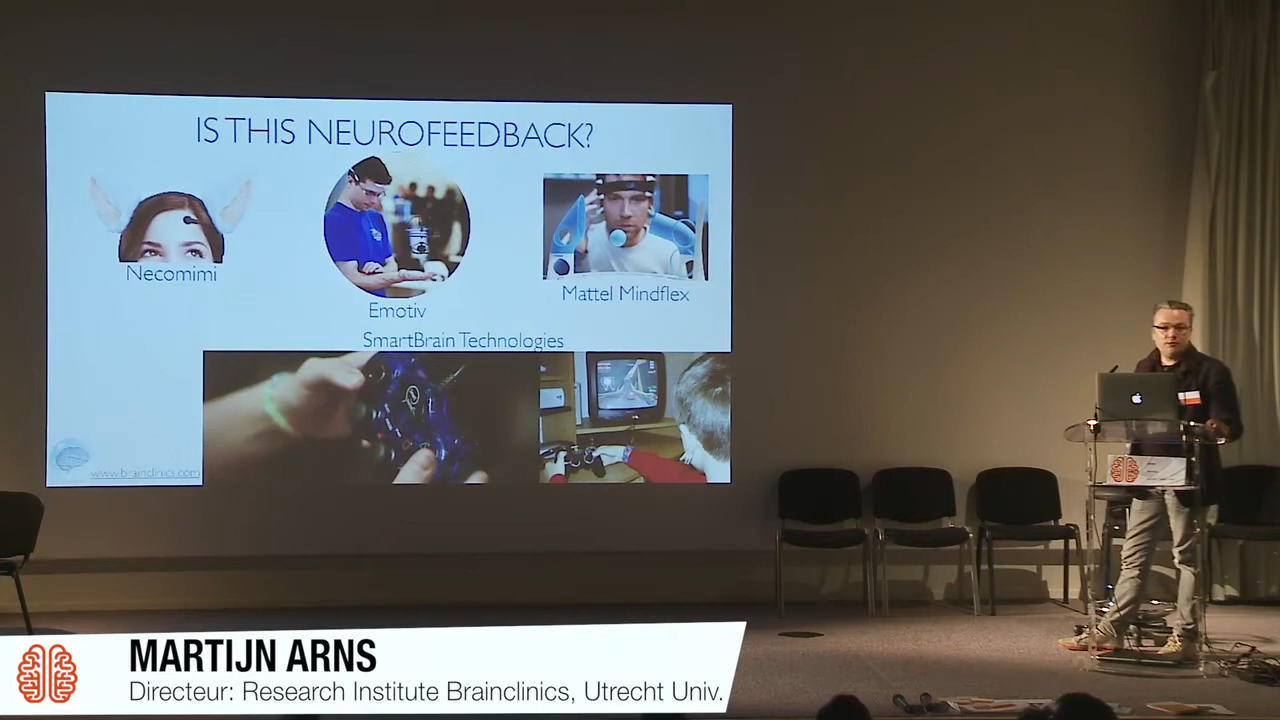 IS THIS NEUROFEEDBACK?
Necomimi
Emotiv
Mattel Mindflex
SmartBrain Technologies
www.brainclinics.com
MARTIJN ARNS
Directeur: Research Institute Brainclinics, Utrecht Univ.